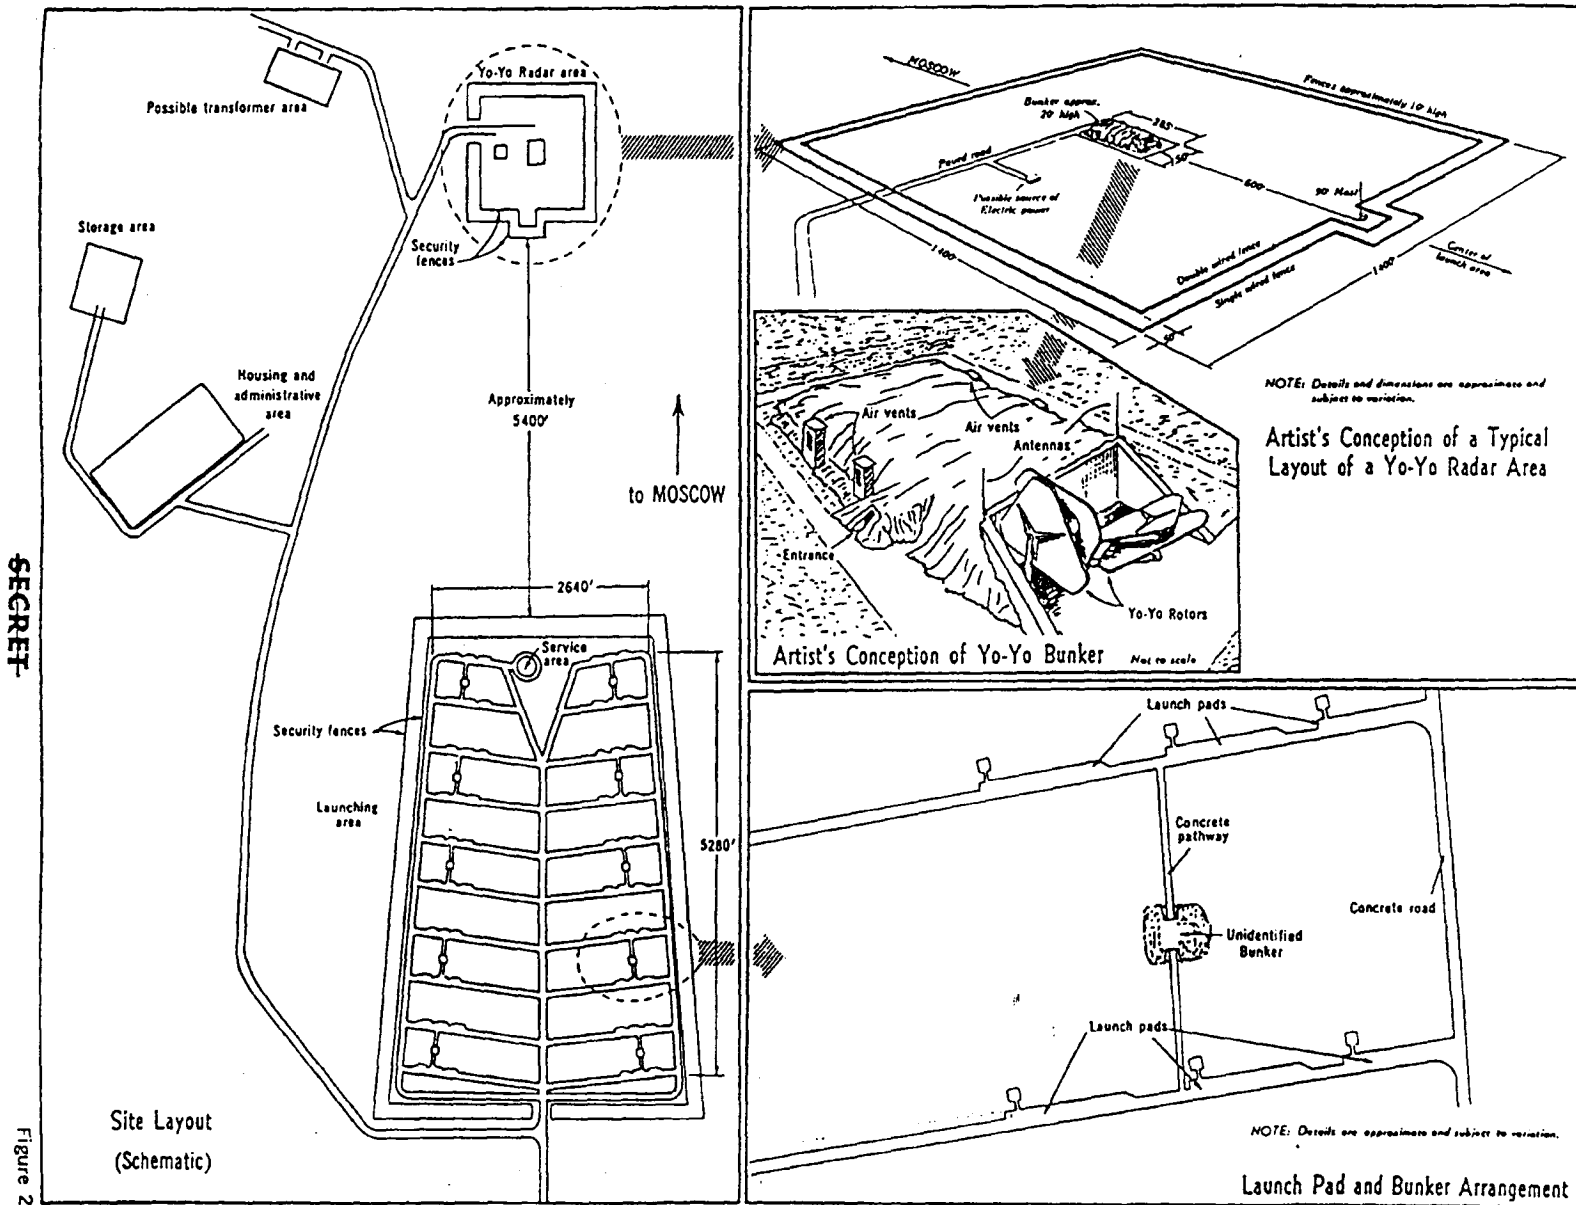 SECRET
Figure 2
Possible transformer area
Yo-Yo Radar area
Storage area
Security
fences
Housing and
administrative
area
Approximately
5400'
to MOSCOW
2640'
Service
area
Security fences
Launching
area
5280'
Site Layout
(Schematic)
MOSCOW
Fences approximately 10' high
Bunker approx.
20' high
285'
50'
Paved road
600'
90' Mast
Possible source of
Electric power
1400'
Double wired fence
Single wired fence
Center of
launch area
1400'
50'
NOTE: Details and dimensions are approximate and
subject to variation.
Artist's Conception of a Typical
Layout of a Yo-Yo Radar Area
Air vents
Air vents
Antennas
Entrance
Yo-Yo Rotors
Artist's Conception of Yo-Yo Bunker
Not to scale
Launch pads
Concrete
pathway
Concrete road
Unidentified
Bunker
Launch pads
NOTE: Details are approximate and subject to variation.
Launch Pad and Bunker Arrangement